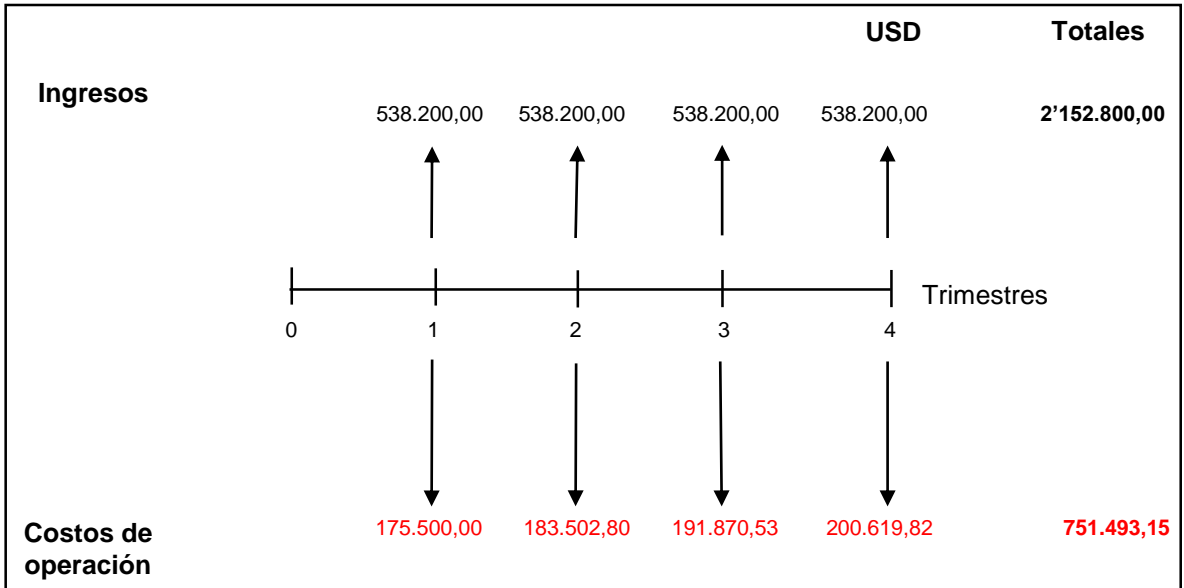 USD Totales
Ingresos
538.200,00 538.200,00 538.200,00 538.200,00 2’152.800,00
Trimestres
0 1 2 3 4
175.500,00 183.502,80 191.870,53 200.619,82 751.493,15
Costos de
operación